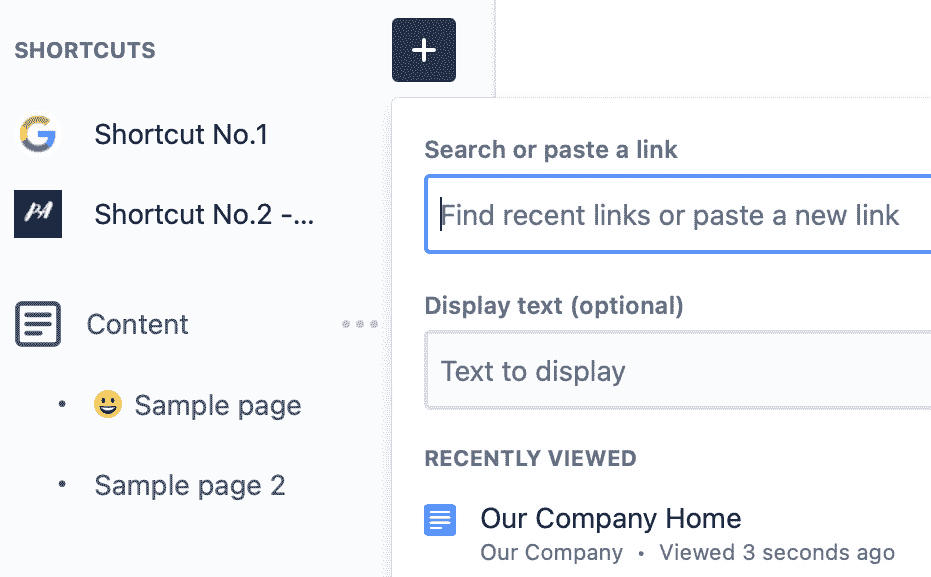 SHORTCUTS
Shortcut No.1
PA
Shortcut No.2 -...
Content
Sample page
Sample page 2
Search or paste a link
Find recent links or paste a new link
Display text (optional)
Text to display
RECENTLY VIEWED
Our Company Home
Our Company • Viewed 3 seconds ago